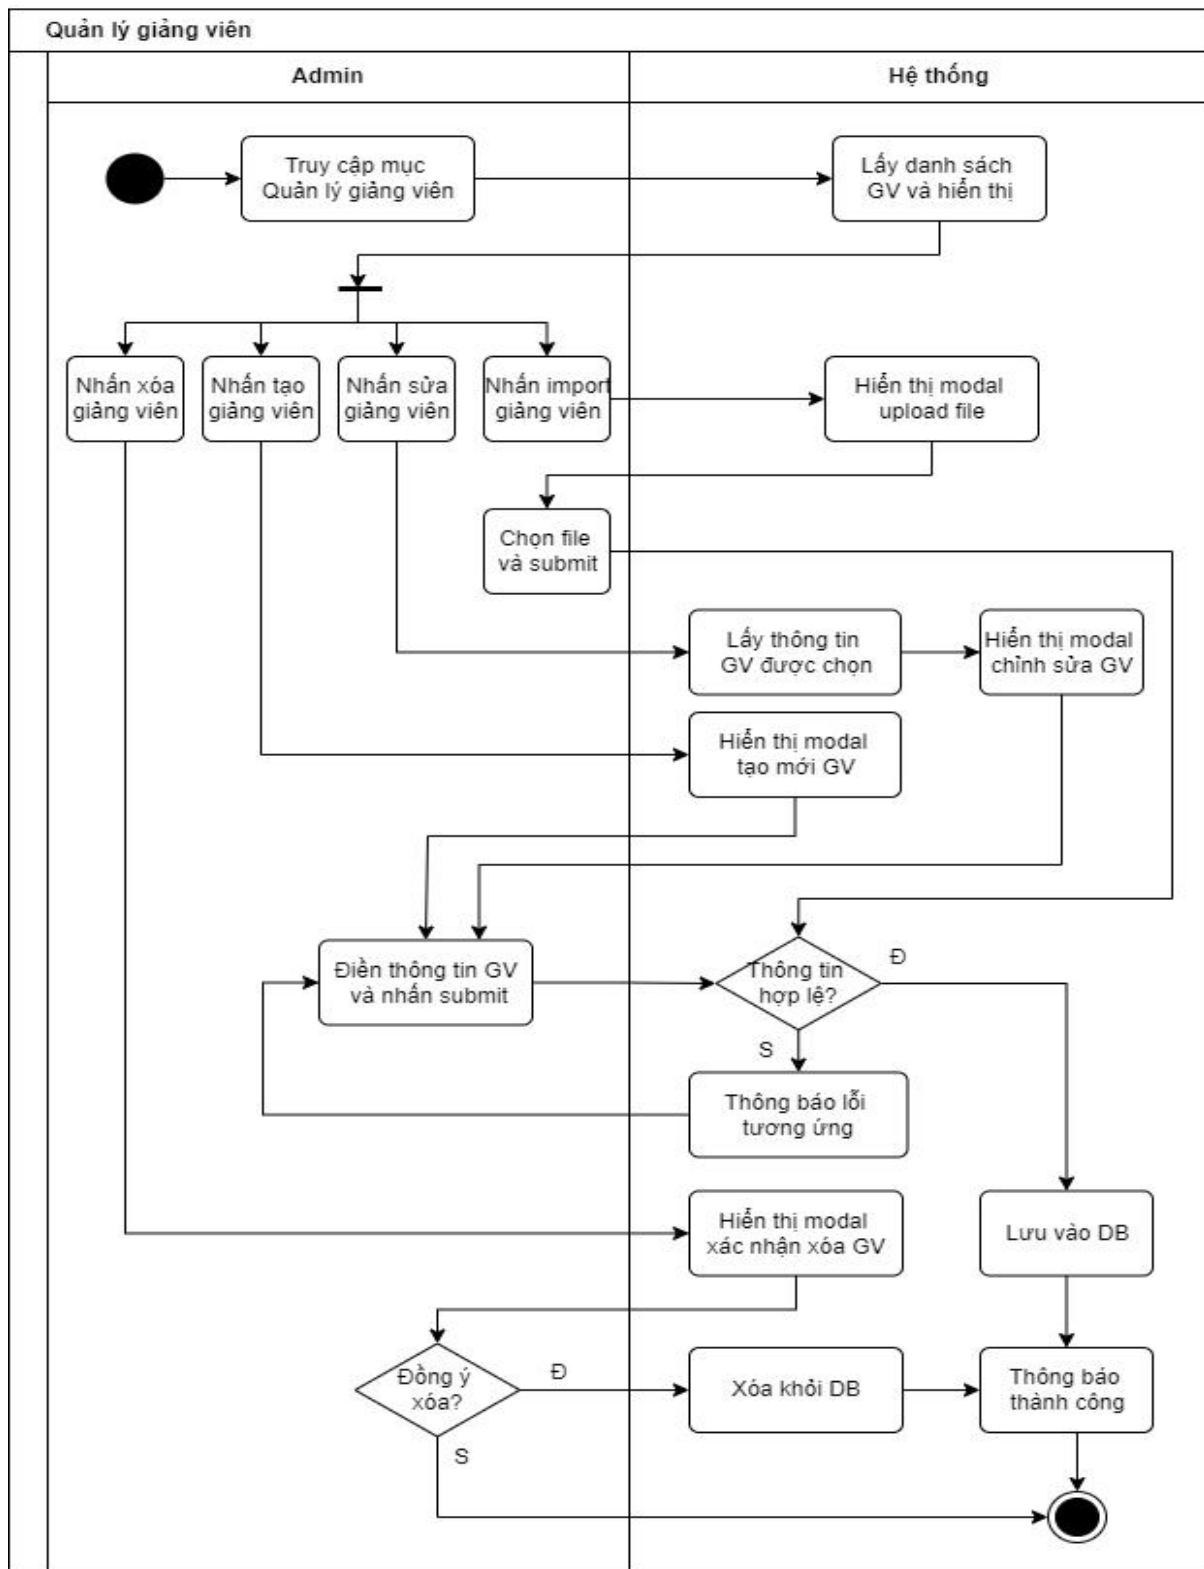 Quản lý giảng viên
Admin
Hệ thống
Truy cập mục
Quản lý giảng viên
Lấy danh sách
GV và hiển thị
Nhấn xóa
giảng viên
Nhấn tạo
giảng viên
Nhấn sửa
giảng viên
Nhấn import
giảng viên
Hiển thị modal
upload file
Chọn file
và submit
Lấy thông tin
GV được chọn
Hiển thị modal
chỉnh sửa GV
Hiển thị modal
tạo mới GV
Điền thông tin GV
và nhấn submit
Thông tin
hợp lệ?
Đ
S
Thông báo lỗi
tương ứng
Hiển thị modal
xác nhận xóa GV
Lưu vào DB
Đồng ý
xóa?
Đ
S
Xóa khỏi DB
Thông báo
thành công